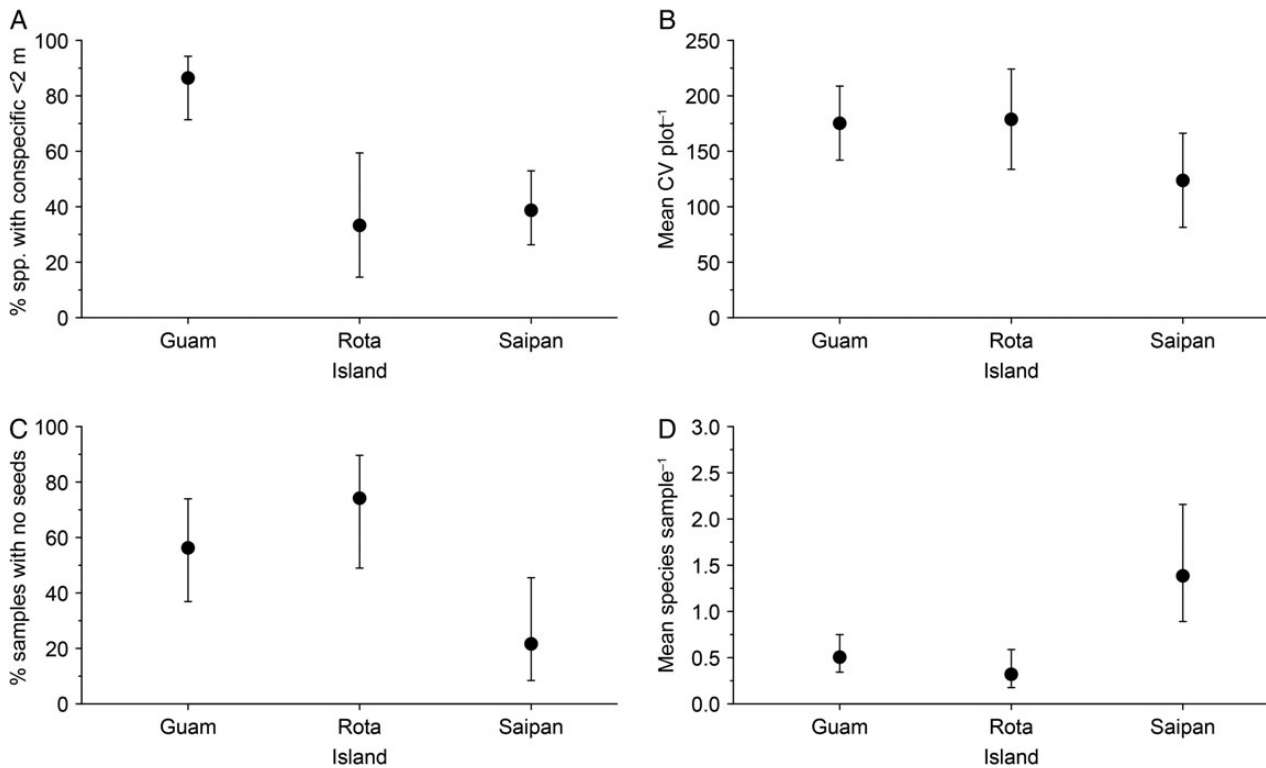 A
% spp. with conspecific <2 m
100
80
60
40
20
0
Guam Rota Saipan
Island
B
Mean CV plot⁻¹
250
200
150
100
50
0
Guam Rota Saipan
Island
C
% samples with no seeds
100
80
60
40
20
0
Guam Rota Saipan
Island
D
Mean species sample⁻¹
3.0
2.5
2.0
1.5
1.0
0.5
0.0
Guam Rota Saipan
Island